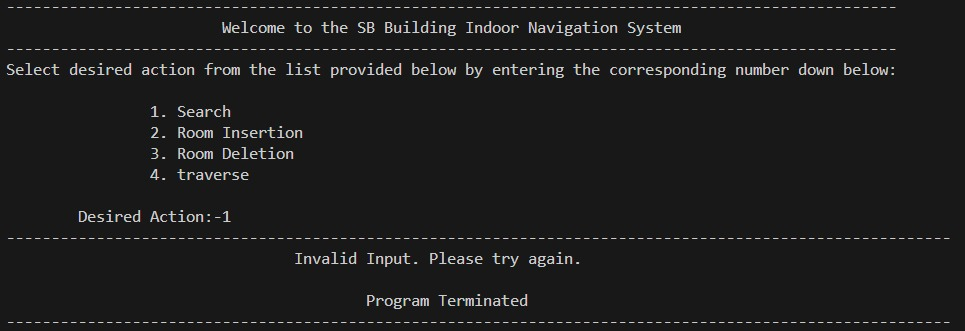 ---------------------------------------------------------------------------------------------------
Welcome to the SB Building Indoor Navigation System
---------------------------------------------------------------------------------------------------
Select desired action from the list provided below by entering the corresponding number down below:
1. Search
2. Room Insertion
3. Room Deletion
4. traverse
Desired Action:-1
---------------------------------------------------------------------------------------------------------
Invalid Input. Please try again.
Program Terminated
---------------------------------------------------------------------------------------------------------